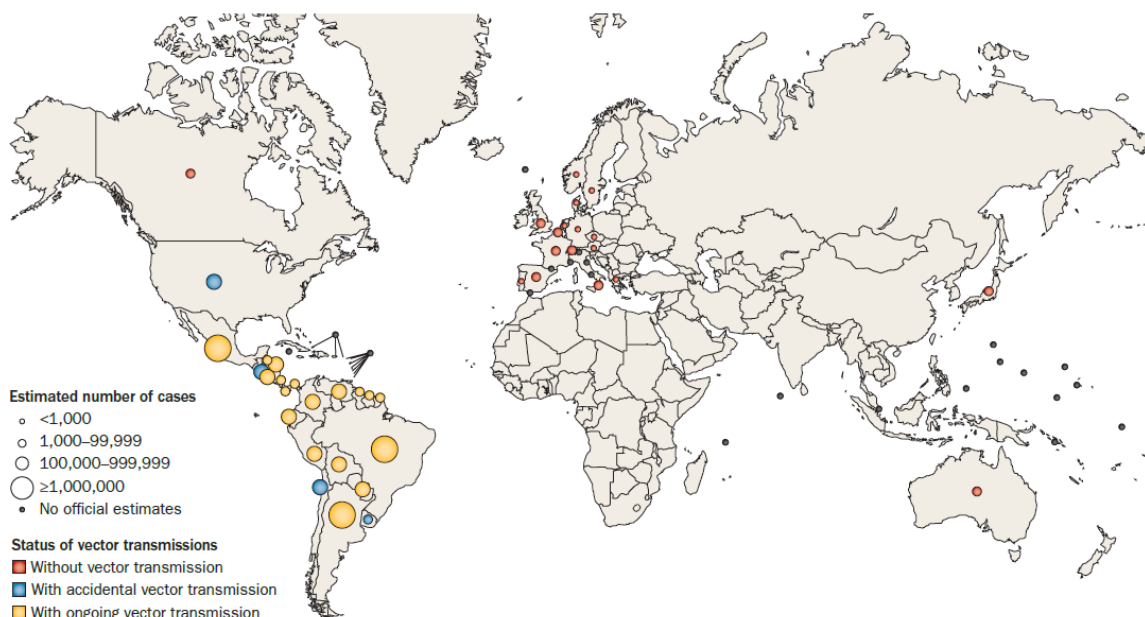 Estimated number of cases
<1,000
1,000–99,999
100,000–999,999
≥1,000,000
No official estimates
Status of vector transmissions
Without vector transmission
With accidental vector transmission
With ongoing vector transmission